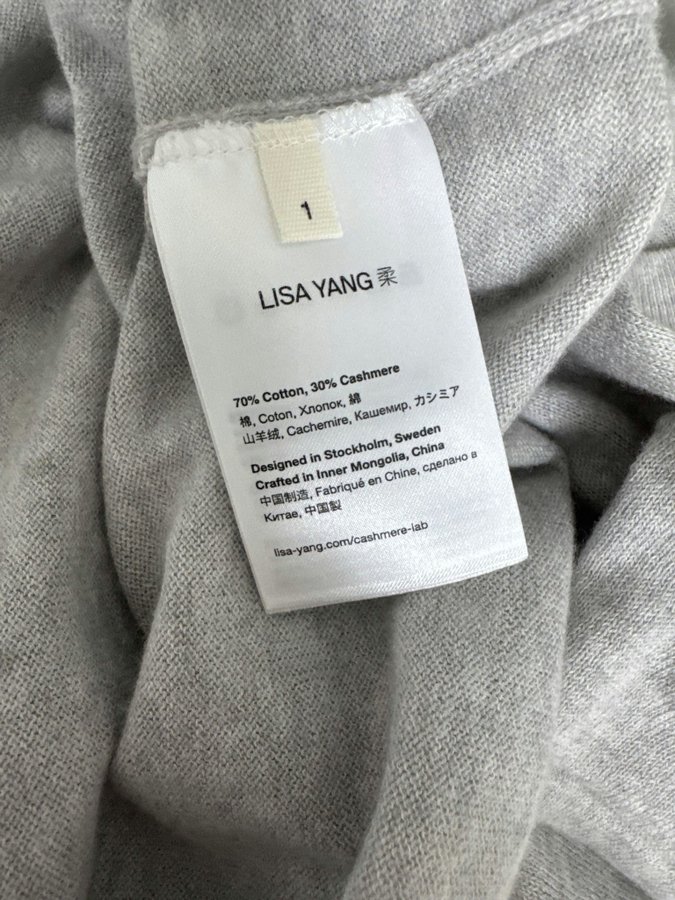 1
LISA YANG 柔
70% Cotton, 30% Cashmere
棉, Coton, Хлопок, 綿
山羊绒, Cachemire, Кашемир, カシミア
Designed in Stockholm, Sweden
Crafted in Inner Mongolia, China
中国制造, Fabriqué en Chine, сделано в
Китае, 中国製
lisa-yang.com/cashmere-lab